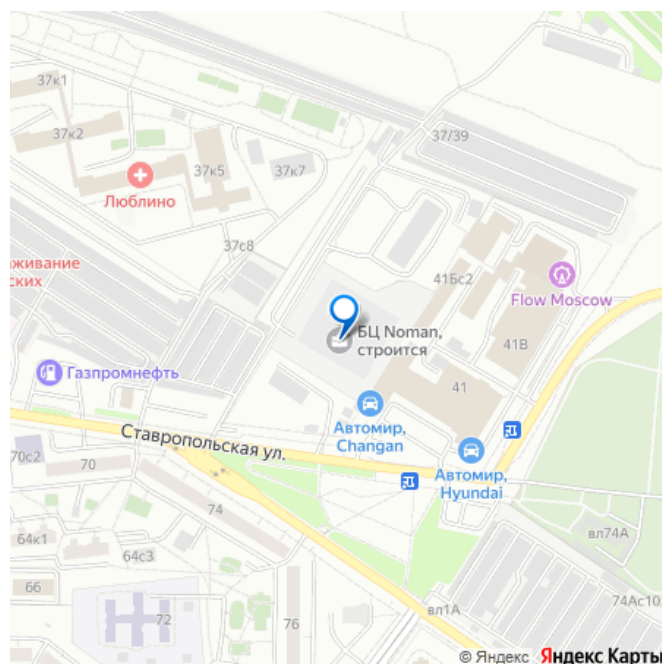 37к1
37к2
37/39
37к5
37к7
Люблино
37с8
аживание
ских
41Бс2
Flow Moscow
БЦ Noman,
строится
41В
Газпромнефть
41
Автомир,
Changan
Ставропольская ул.
Автомир,
Hyundai
70с2
70
74
64к1
64с3
вл74А
66
72
76
вл1А
74Ас10
© Яндекс Яндекс Карты